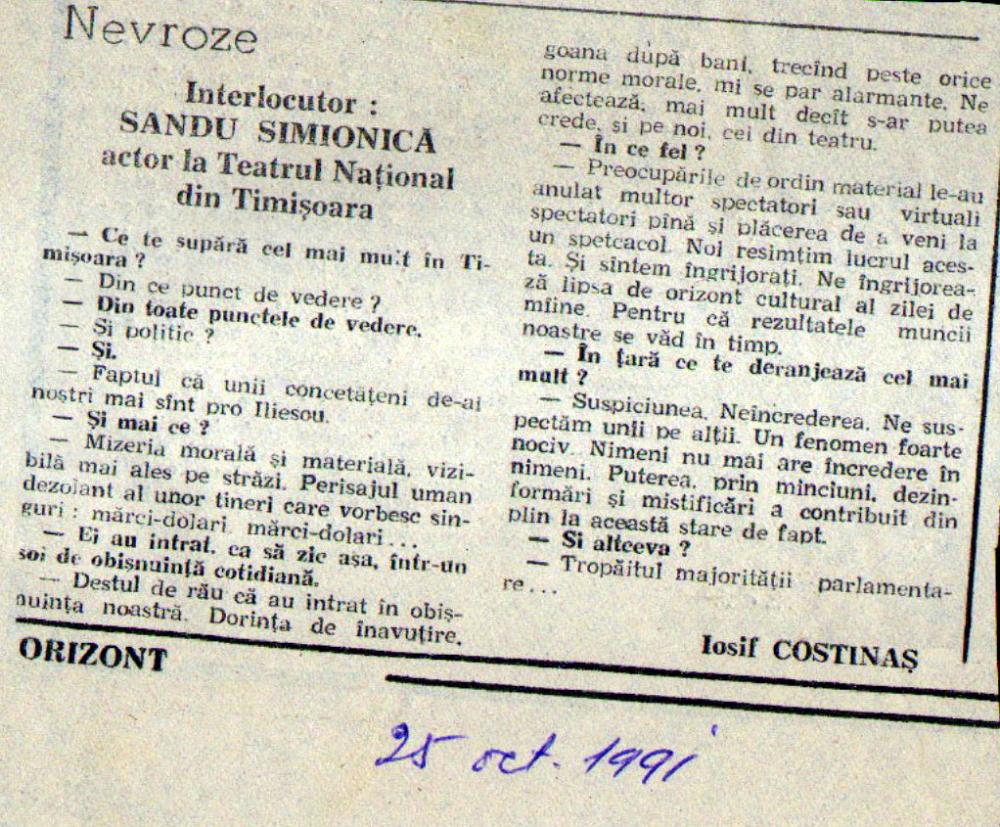 Nevroze
Interlocutor :
SANDU SIMIONICA
actor la Teatrul Național
din Timișoara
— Ce te supără cel mai mult în Ti-
mișoara ?
— Din ce punct de vedere ?
— Din toate punctele de vedere.
— Și politic ?
— Și.
— Faptul că unii concetățeni de-ai
noștri mai sînt pro Iliescu.
— Și mai ce ?
— Mizeria morală și materială, vizi-
bilă mai ales pe străzi. Perisajul uman
dezolant al unor tineri care vorbesc sin-
guri : mărci-dolari, mărci-dolari...
— Ei au intrat, ca să zic așa, într-un
soi de obișnuință cotidiană.
— Destul de rău că au intrat în obiș-
nuința noastră. Dorința de înavuțire,
goana după bani, trecînd peste orice
norme morale, mi se par alarmante. Ne
afectează, mai mult decît s-ar putea
crede, și pe noi, cei din teatru.
— În ce fel ?
— Preocupările de ordin material le-au
anulat multor spectatori sau virtuali
spectatori pînă și plăcerea de a veni la
un spetcacol. Noi resimțim lucrul aces-
ta. Și sîntem îngrijorați. Ne îngrijorea-
ză lipsa de orizont cultural al zilei de
mîine. Pentru că rezultatele muncii
noastre se văd în timp.
— În țară ce te deranjează cel mai
mult ?
— Suspiciunea. Neîncrederea. Ne sus-
pectăm unii pe alții. Un fenomen foarte
nociv. Nimeni nu mai are încredere în
nimeni. Puterea, prin minciuni, dezin-
formări și mistificări a contribuit din
plin la această stare de fapt.
— Și altceva ?
— Tropăitul majorității parlamenta-
re...
Iosif COSTINAȘ
ORIZONT
25 oct. 1991